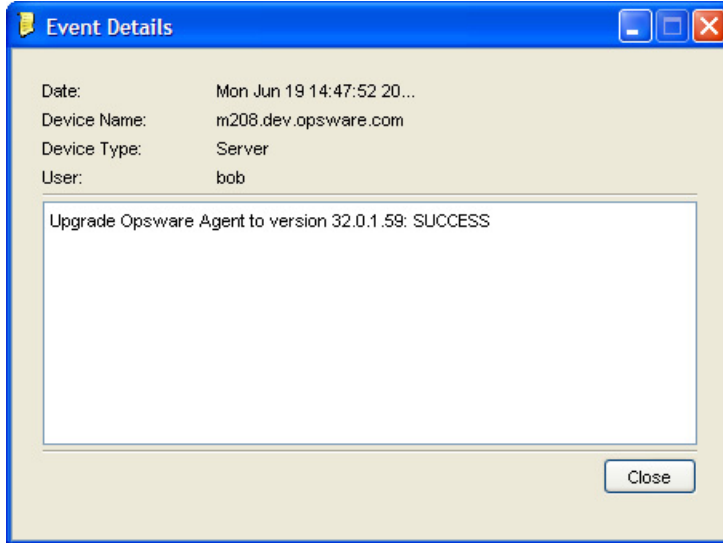 Event Details
Date: Mon Jun 19 14:47:52 20...
Device Name: m208.dev.opsware.com
Device Type: Server
User: bob
Upgrade Opsware Agent to version 32.0.1.59: SUCCESS
Close